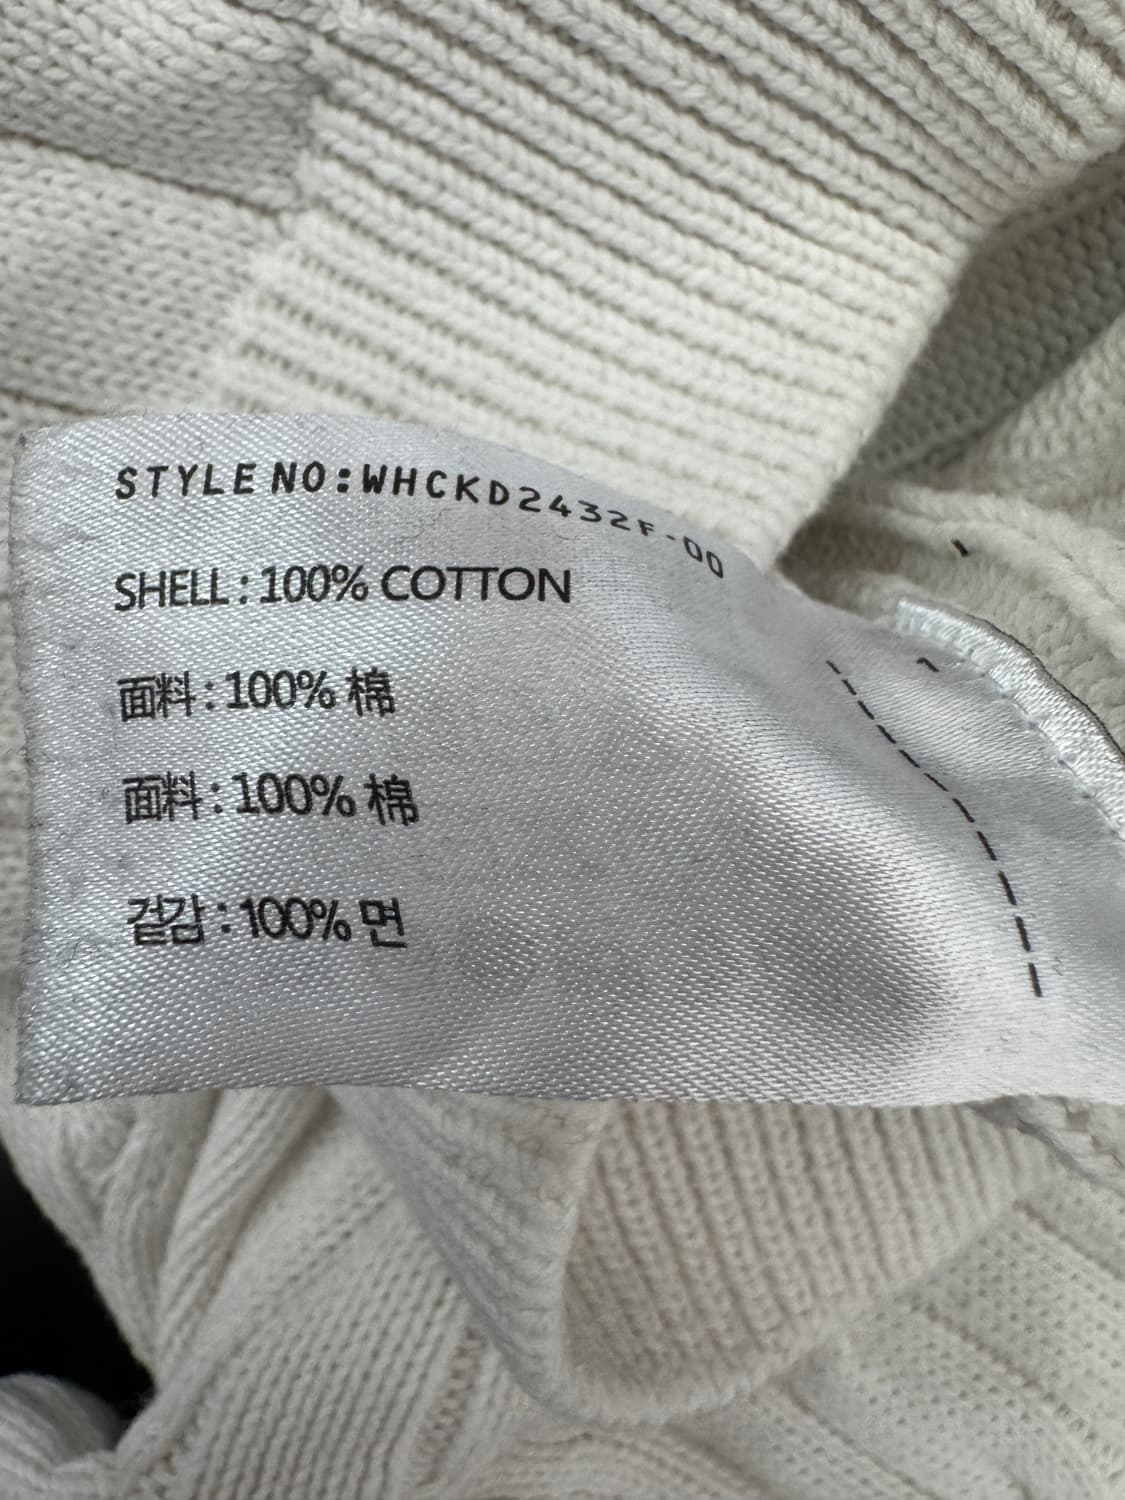 STYLE NO:WHCKD2432F-00
SHELL : 100% COTTON
面料 : 100% 棉
面料 : 100% 棉
겉감 : 100% 면